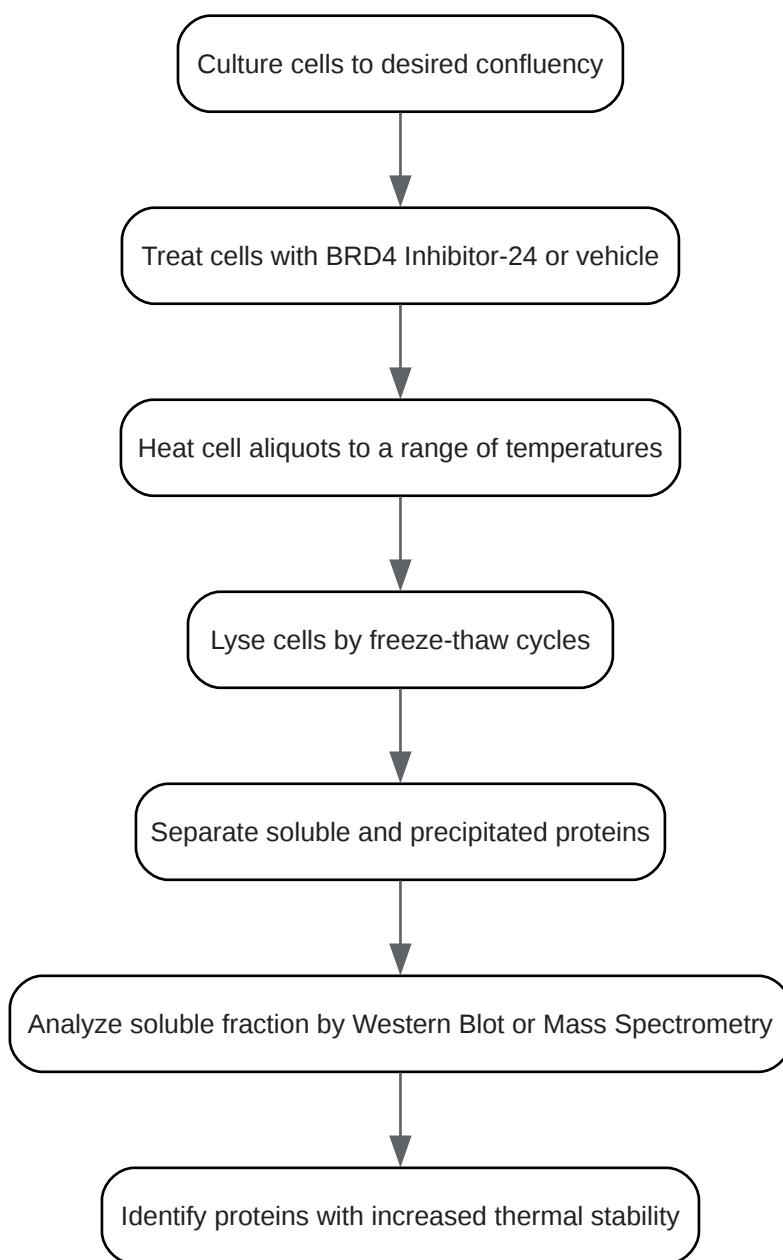 Culture cells to desired confluency
Treat cells with BRD4 Inhibitor-24 or vehicle
Heat cell aliquots to a range of temperatures
Lyse cells by freeze-thaw cycles
Separate soluble and precipitated proteins
Analyze soluble fraction by Western Blot or Mass Spectrometry
Identify proteins with increased thermal stability